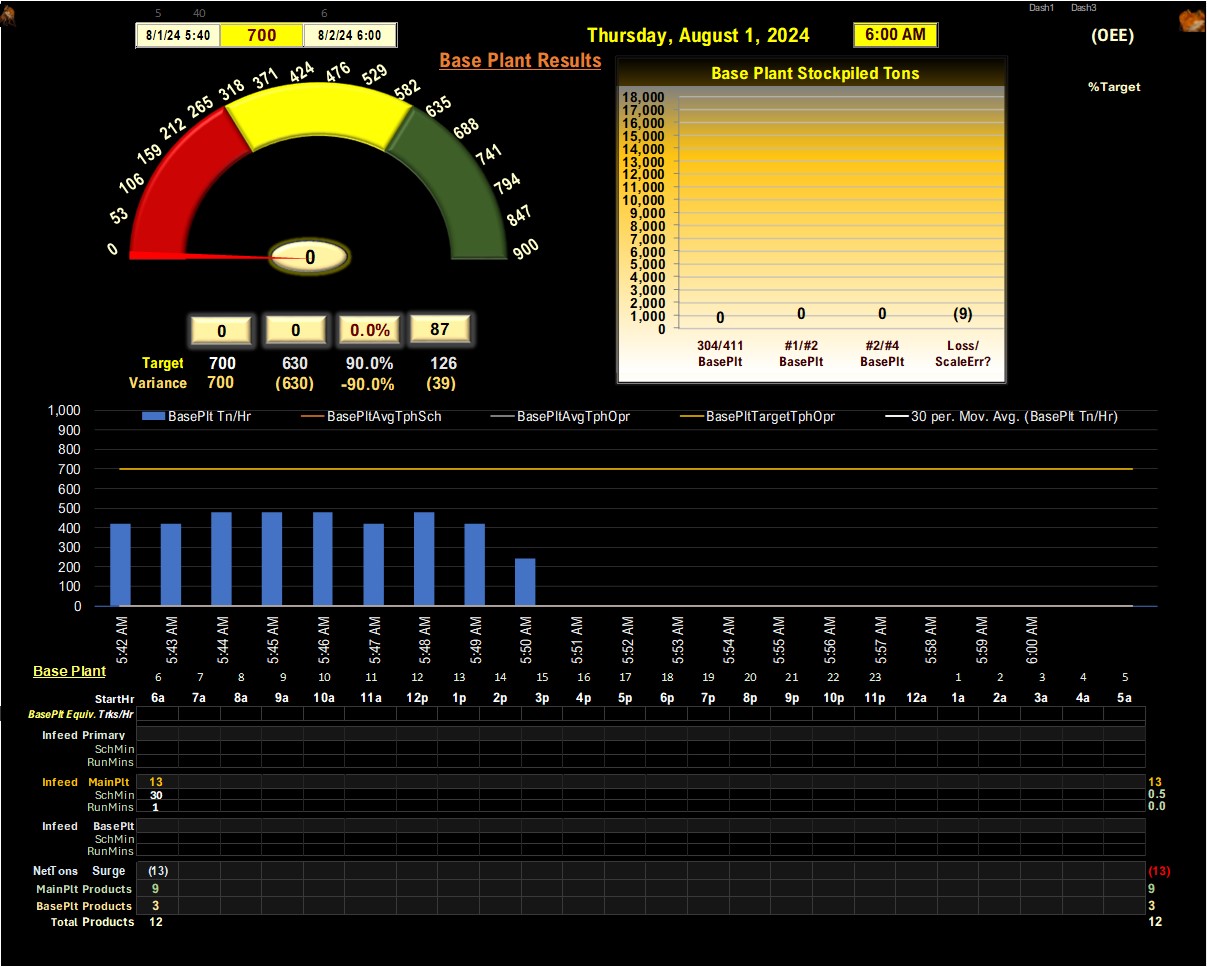 5 40 6 Dash1 Dash3
8/1/24 5:40 700 8/2/24 6:00 Thursday, August 1, 2024 6:00 AM (OEE)
Base Plant Results
%Target
0 53 106 159 212 265 318 371 424 476 529 582 635 688 741 794 847 900
0
0 0 0.0% 87
Target 700 630 90.0% 126
Variance 700 (630) -90.0% (39)
Base Plant Stockpiled Tons
18,000
17,000
16,000
15,000
14,000
13,000
12,000
11,000
10,000
9,000
8,000
7,000
6,000
5,000
4,000
3,000
2,000
1,000
0
0 0 0 (9)
304/411 #1/#2 #2/#4 Loss/
BasePlt BasePlt BasePlt ScaleErr?
BasePlt Tn/Hr BasePltAvgTphSch BasePltAvgTphOpr BasePltTargetTphOpr 30 per. Mov. Avg. (BasePlt Tn/Hr)
1,000
900
800
700
600
500
400
300
200
100
0
5:42 AM 5:43 AM 5:44 AM 5:45 AM 5:46 AM 5:47 AM 5:48 AM 5:49 AM 5:50 AM 5:51 AM 5:52 AM 5:53 AM 5:54 AM 5:55 AM 5:56 AM 5:57 AM 5:58 AM 5:59 AM 6:00 AM
Base Plant
6 7 8 9 10 11 12 13 14 15 16 17 18 19 20 21 22 23 1 2 3 4 5
StartHr 6a 7a 8a 9a 10a 11a 12p 1p 2p 3p 4p 5p 6p 7p 8p 9p 10p 11p 12a 1a 2a 3a 4a 5a
BasePlt Equiv. Trks/Hr
Infeed Primary
SchMin
RunMins
Infeed MainPlt 13 13
SchMin 30 0.5
RunMins 1 0.0
Infeed BasePlt
SchMin
RunMins
NetTons Surge (13) (13)
MainPlt Products 9 9
BasePlt Products 3 3
Total Products 12 12